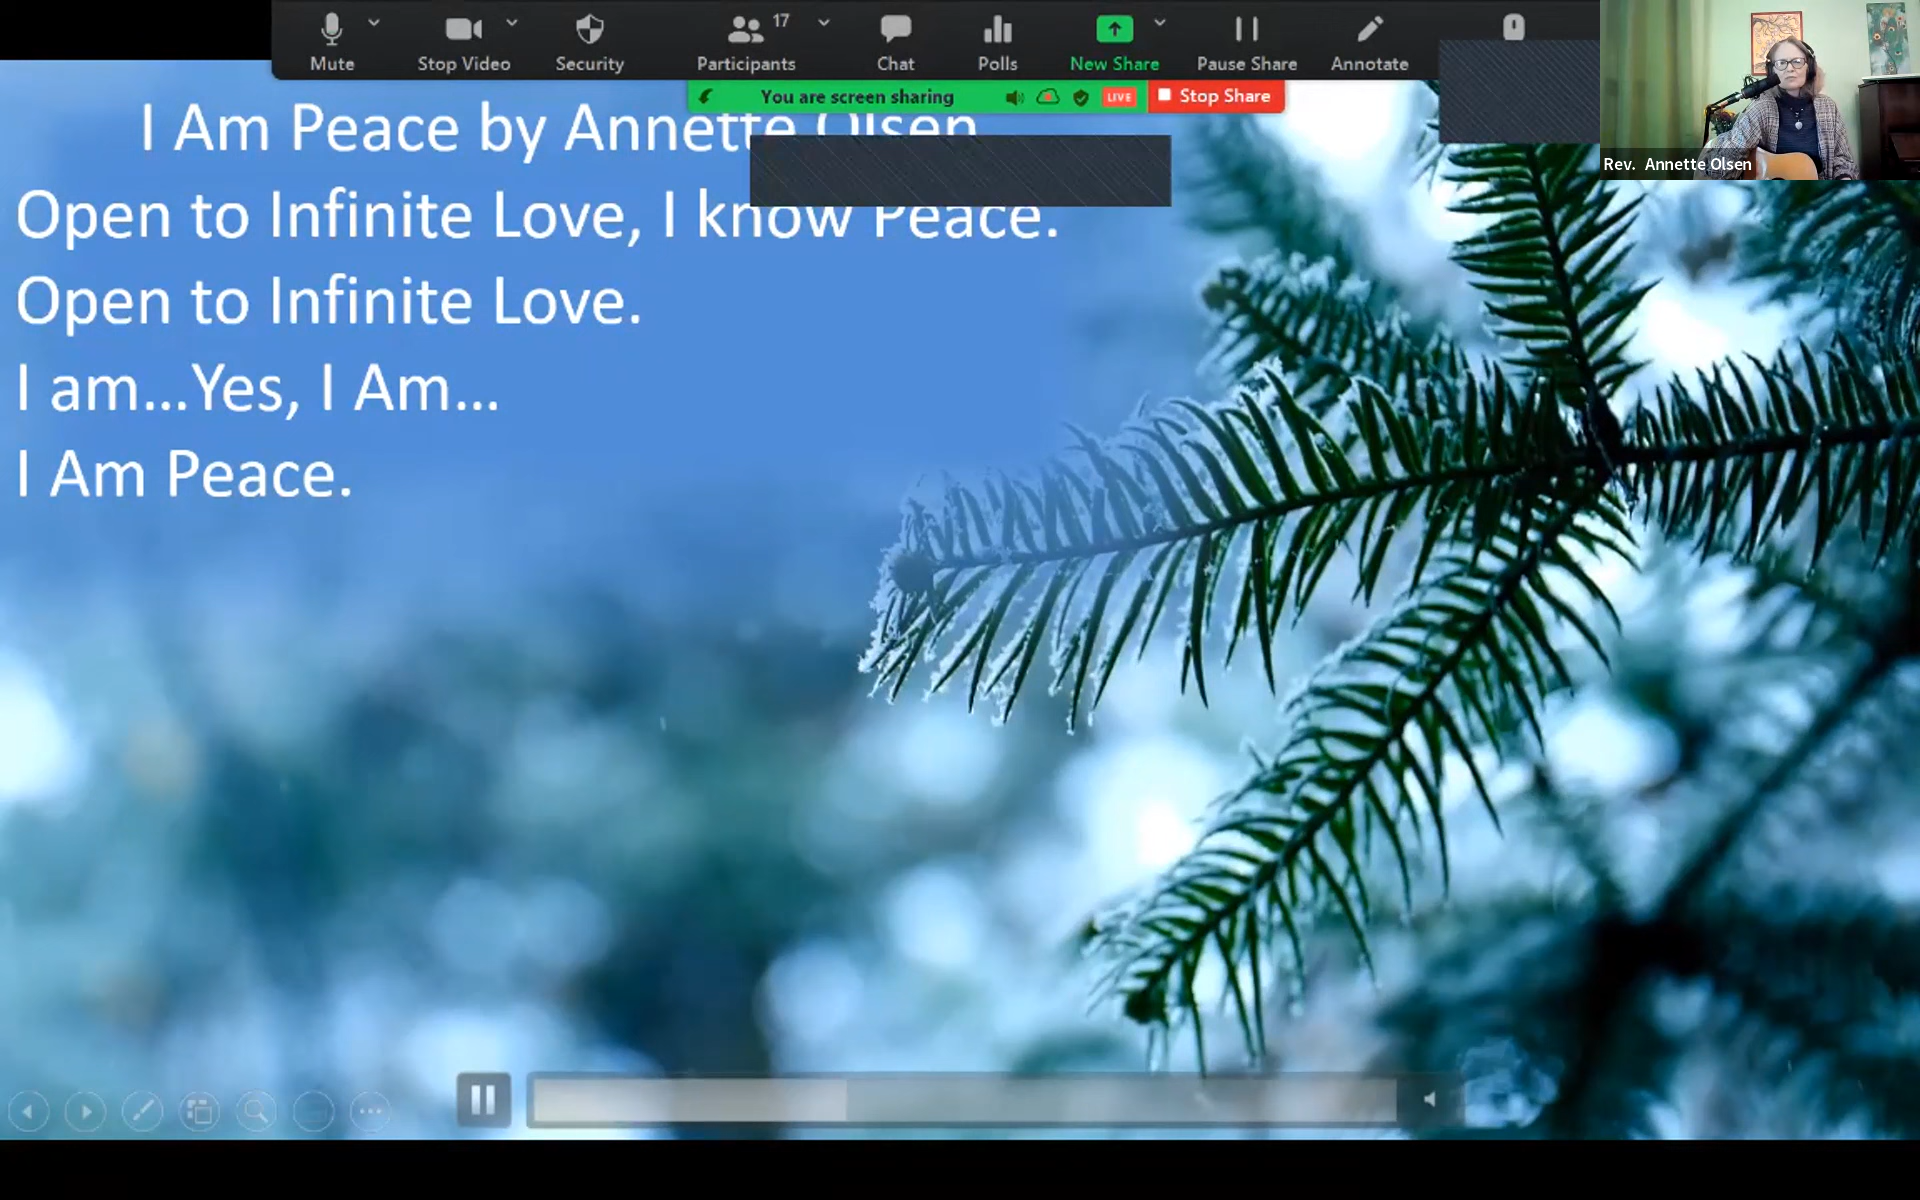 Mute
Stop Video
Security
17
Participants
Chat
Polls
New Share
Pause Share
Annotate
You are screen sharing
LIVE
Stop Share
Rev. Annette Olsen
I Am Peace by Annette Olsen
Open to Infinite Love, I know Peace.
Open to Infinite Love.
I am...Yes, I Am...
I Am Peace.